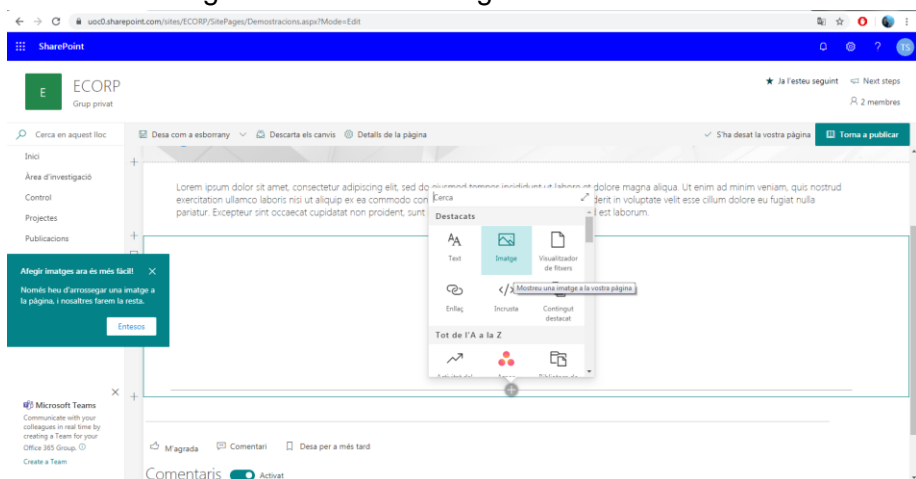 uoc0.sharepoint.com/sites/ECORP/SitePages/Demostracions.aspx?Mode=Edit
SharePoint
?
TS
E
ECORP
Grup privat
Ja l'esteu seguint
Next steps
2 membres
Cerca en aquest lloc
Desa com a esborrany
Descarta els canvis
Detalls de la pàgina
S'ha desat la vostra pàgina
Torna a publicar
Inici
Àrea d'investigació
Control
Projectes
Publicacions
Lorem ipsum dolor sit amet, consectetur adipiscing elit, sed do eiusmod tempor incididunt ut labore et dolore magna aliqua. Ut enim ad minim veniam, quis nostrud
exercitation ullamco laboris nisi ut aliquip ex ea commodo con
derit in voluptate velit esse cillum dolore eu fugiat nulla
pariatur. Excepteur sint occaecat cupidatat non proident, sunt
l est laborum.
Cerca
Destacats
Text
Imatge
Visualitzador
de fitxers
Enllaç
Incrusta
Contingut
destacat
Mostreu una imatge a la vostra pàgina
Tot de l'A a la Z
Afegir imatges ara és més fàcil!
Només heu d'arrossegar una imatge a
la pàgina, i nosaltres farem la resta.
Entesos
Microsoft Teams
Communicate with your
colleagues in real time by
creating a Team for your
Office 365 Group.
Create a Team
M'agrada
Comentari
Desa per a més tard
Comentaris
Activat